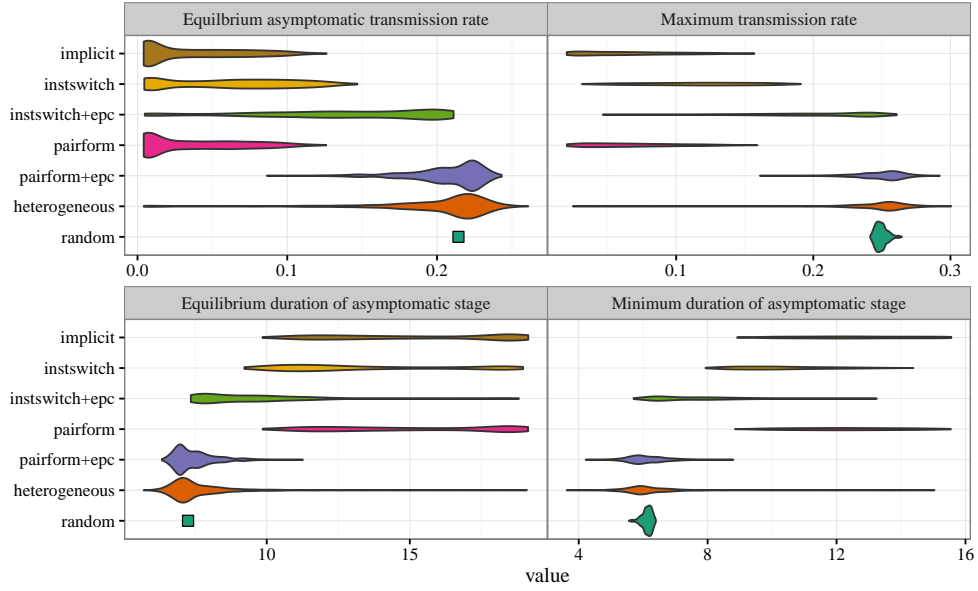 Equilbrium asymptomatic transmission rate
Maximum transmission rate
implicit
instswitch
instswitch+epc
pairform
pairform+epc
heterogeneous
random
0.0 0.1 0.2
0.1 0.2 0.3
Equilibrium duration of asymptomatic stage
Minimum duration of asymptomatic stage
implicit
instswitch
instswitch+epc
pairform
pairform+epc
heterogeneous
random
10 15
4 8 12 16
value